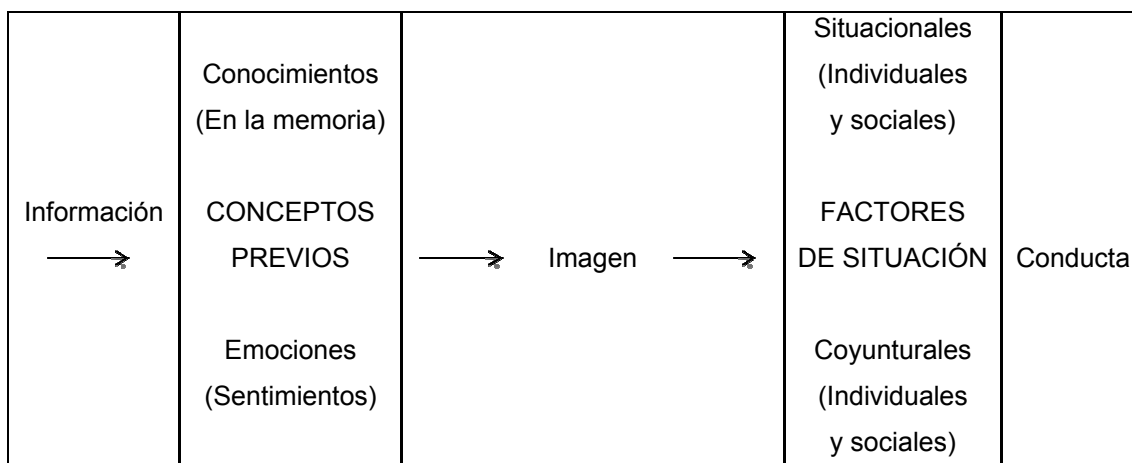 Información
Conocimientos
(En la memoria)
CONCEPTOS
PREVIOS
Emociones
(Sentimientos)
Imagen
Situacionales
(Individuales
y sociales)
FACTORES
DE SITUACIÓN
Coyunturales
(Individuales
y sociales)
Conducta